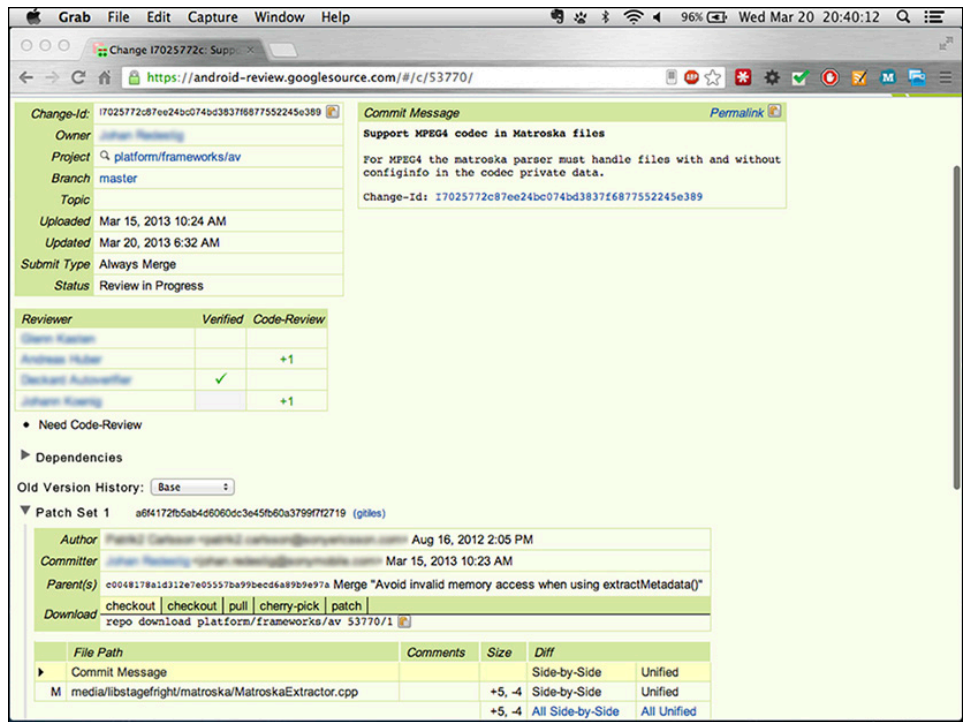 Grab File Edit Capture Window Help 96% Wed Mar 20 20:40:12
Change I7025772c: Suppo
https://android-review.googlesource.com/#/c/53770/
Change-Id: I7025772c87ee24bc074bd3837f6877552245e389
Owner
Project platform/frameworks/av
Branch master
Topic
Uploaded Mar 15, 2013 10:24 AM
Updated Mar 20, 2013 6:32 AM
Submit Type Always Merge
Status Review in Progress
Commit Message Permalink
Support MPEG4 codec in Matroska files
For MPEG4 the matroska parser must handle files with and without
configinfo in the codec private data.
Change-Id: I7025772c87ee24bc074bd3837f6877552245e389
Reviewer Verified Code-Review
+1
✓
+1
• Need Code-Review
Dependencies
Old Version History: Base
Patch Set 1 a6f4172fb5ab4d6060dc3e45fb60a3799f7f2719 (gitiles)
Author Aug 16, 2012 2:05 PM
Committer Mar 15, 2013 10:23 AM
Parent(s) c0048178a1d312e7e05557ba99becd6a89b9e97a Merge "Avoid invalid memory access when using extractMetadata()"
Download checkout checkout pull cherry-pick patch
repo download platform/frameworks/av 53770/1
File Path Comments Size Diff
Commit Message Side-by-Side Unified
M media/libstagefright/matroska/MatroskaExtractor.cpp +5, -4 Side-by-Side Unified
+5, -4 All Side-by-Side All Unified